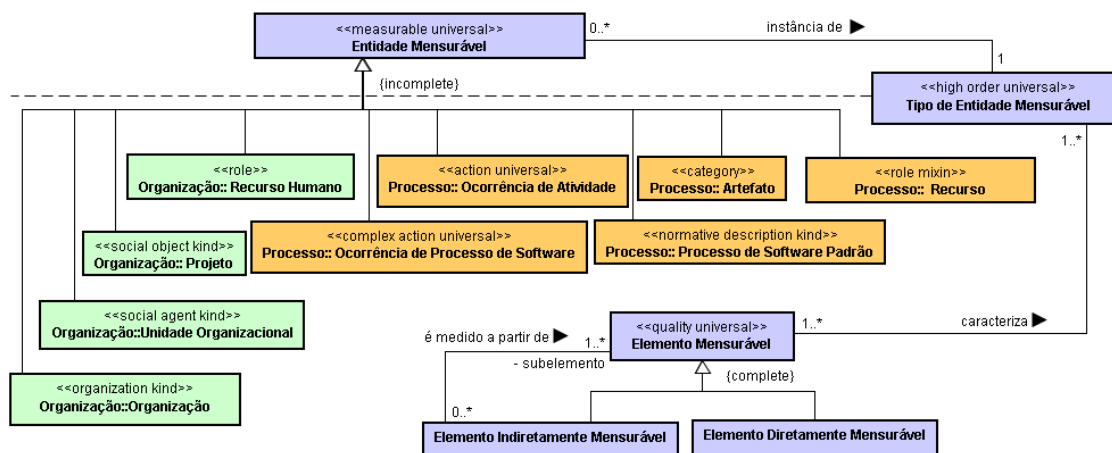 <<measurable universal>>
Entidade Mensurável
0..*
instância de
1
{incomplete}
<<high order universal>>
Tipo de Entidade Mensurável
1..*
<<role>>
Organização:: Recurso Humano
<<action universal>>
Processo:: Ocorrência de Atividade
<<category>>
Processo:: Artefato
<<role mixin>>
Processo:: Recurso
<<social object kind>>
Organização:: Projeto
<<complex action universal>>
Processo:: Ocorrência de Processo de Software
<<normative description kind>>
Processo:: Processo de Software Padrão
<<social agent kind>>
Organização::Unidade Organizacional
é medido a partir de
1..*
- subelemento
<<quality universal>>
Elemento Mensurável
1..*
caracteriza
{complete}
<<organization kind>>
Organização::Organização
0..*
Elemento Indiretamente Mensurável
Elemento Diretamente Mensurável